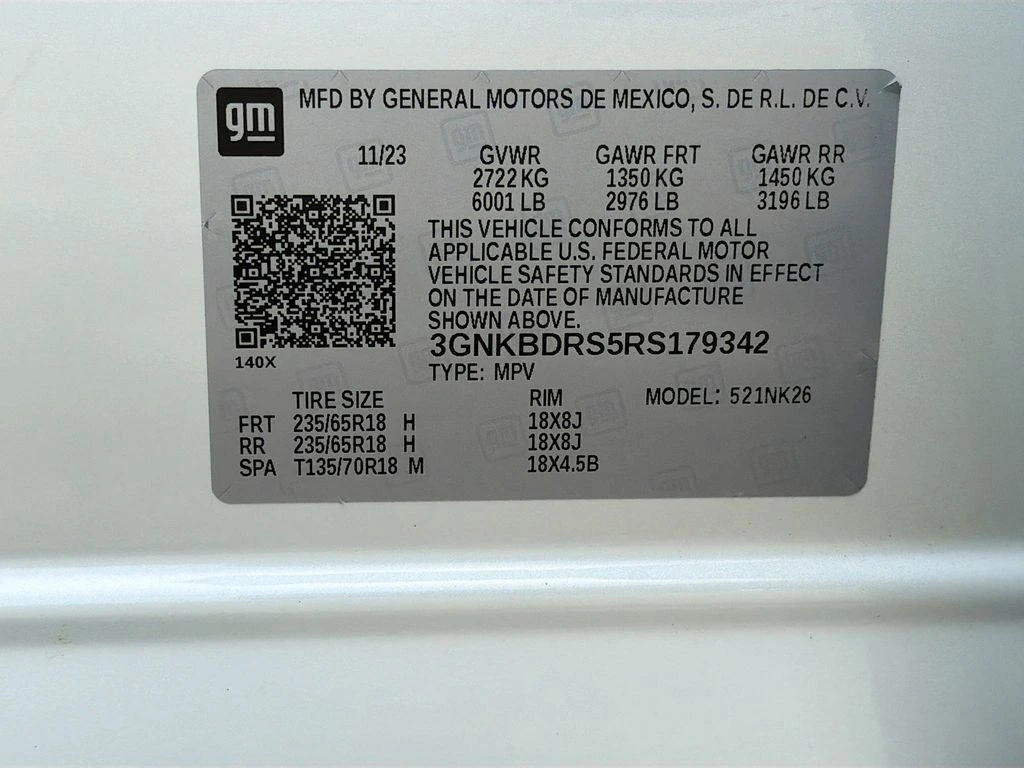 gm MFD BY GENERAL MOTORS DE MEXICO, S. DE R.L. DE C.V.
11/23 GVWR GAWR FRT GAWR RR
2722 KG 1350 KG 1450 KG
6001 LB 2976 LB 3196 LB
THIS VEHICLE CONFORMS TO ALL
APPLICABLE U.S. FEDERAL MOTOR
VEHICLE SAFETY STANDARDS IN EFFECT
ON THE DATE OF MANUFACTURE
SHOWN ABOVE.
3GNKBDRS5RS179342
140X
TYPE: MPV
TIRE SIZE RIM MODEL: 521NK26
FRT 235/65R18 H 18X8J
RR 235/65R18 H 18X8J
SPA T135/70R18 M 18X4.5B